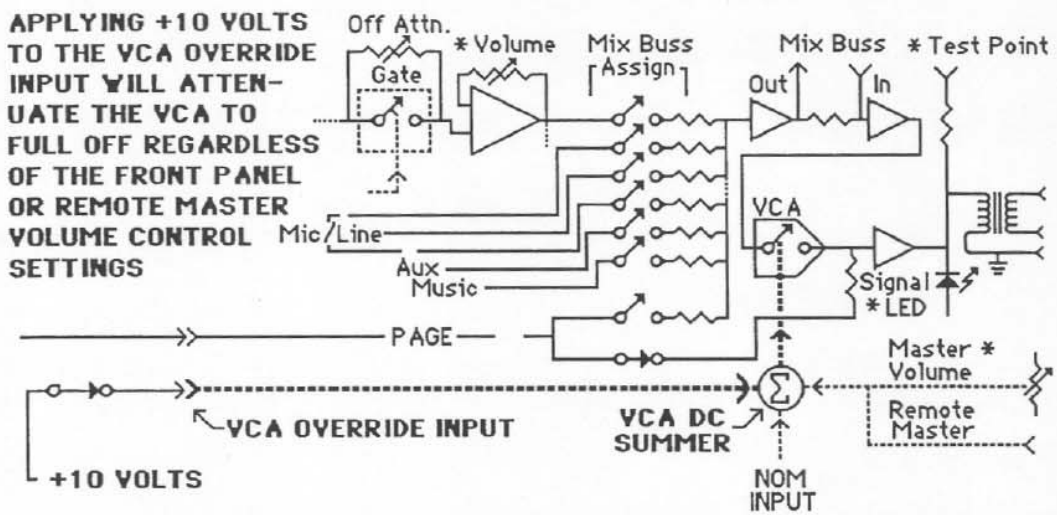 APPLYING +10 VOLTS
TO THE VCA OVERRIDE
INPUT WILL ATTEN-
UATE THE VCA TO
FULL OFF REGARDLESS
OF THE FRONT PANEL
OR REMOTE MASTER
VOLUME CONTROL
SETTINGS
Off Attn.
Gate
* Volume
Mix Buss
Assign
Mix Buss
Out
In
* Test Point
Mic/Line
Aux
Music
VCA
Signal
* LED
PAGE
Master *
Volume
Remote
Master
Σ
VCA OVERRIDE INPUT
VCA DC
SUMMER
+10 VOLTS
NOM
INPUT